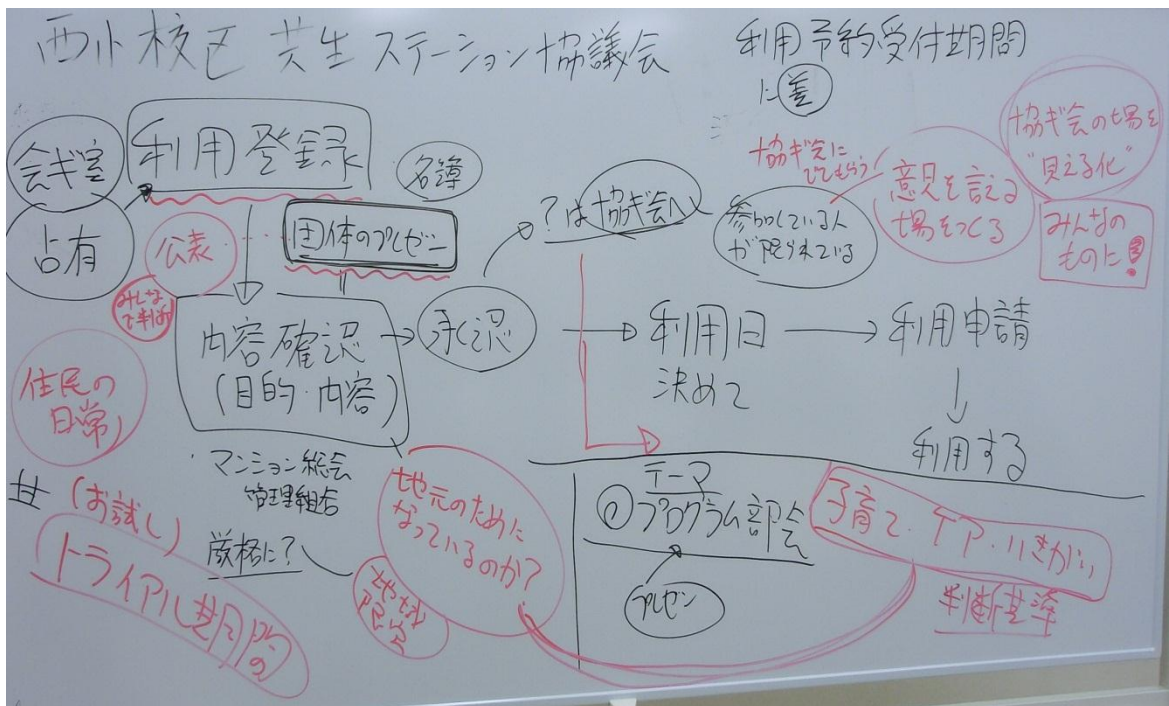 西小校区 共生ステーション協議会
利用予約受付期間
に差
会ギ室
占有
利用登録
名簿
公表
団体のプレゼン
みんな
で判断
?は協ギ会へ
協ギ会に
でてもらう!
参加している人
が限られている
意見を言える
場をつくる
協ギ会の場を
"見える化"
みんなの
ものに!
内容確認
(目的・内容)
承認
利用日
決めて
利用申請
利用する
住民の
日常
・マンション総会
管理組合
厳格に?
(お試し)
トライアル期間の
地元のために
なっているのか?
地域
テーマ
プログラム部会
プレゼン
子育て・ケア・いきがい
判断基準